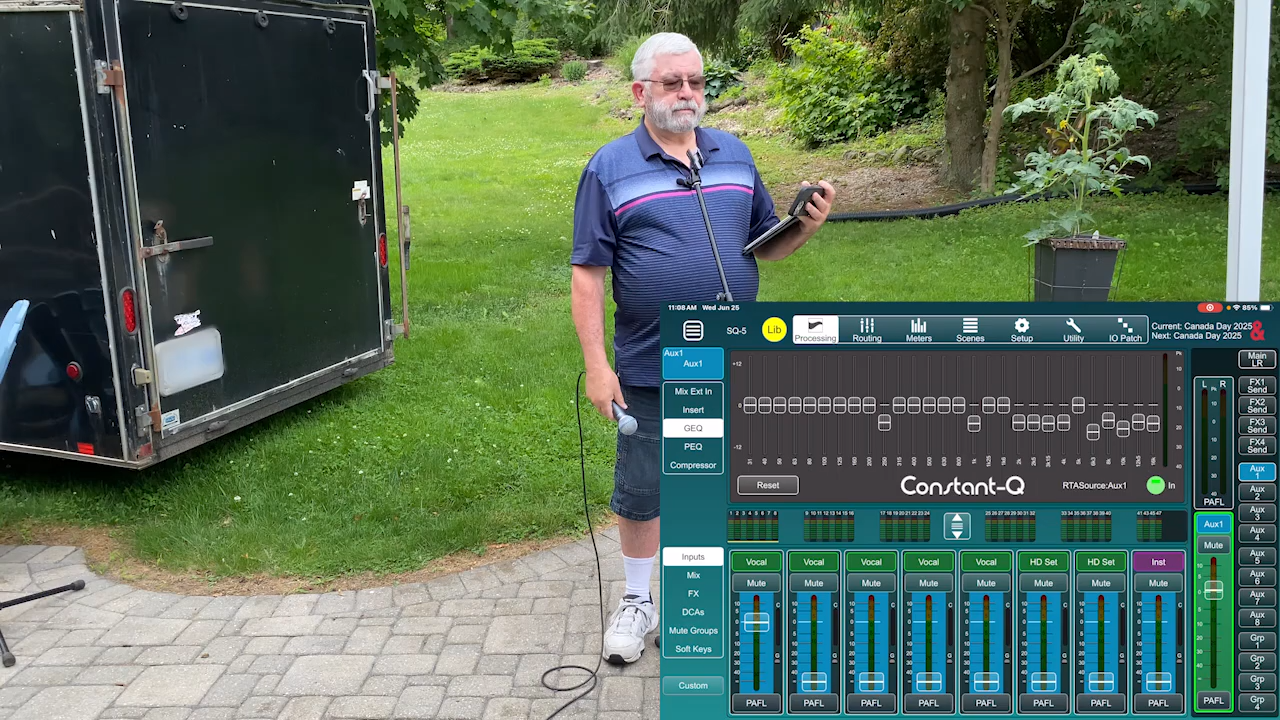 11:08 AM Wed Jun 25
85%
SQ-5
Lib
Processing
Routing
Meters
Scenes
Setup
Utility
IO Patch
Current: Canada Day 2025
Next: Canada Day 2025
&
Aux1
Aux1
Mix Ext In
Insert
GEQ
PEQ
Compressor
+12
0
-12
Reset
Constant-Q
RTASource:Aux1
In
L R
PAFL
Main LR
FX1 Send
FX2 Send
FX3 Send
FX4 Send
Aux 1
Aux 2
Aux 3
Aux 4
Aux 5
Aux 6
Aux 7
Aux 8
Grp 1
Grp 2
Grp 3
Grp 4
Aux1
Mute
PAFL
Inputs
Mix
FX
DCAs
Mute Groups
Soft Keys
Custom
Vocal Vocal Vocal Vocal Vocal HD Set HD Set Inst
Mute Mute Mute Mute Mute Mute Mute Mute
PAFL PAFL PAFL PAFL PAFL PAFL PAFL PAFL